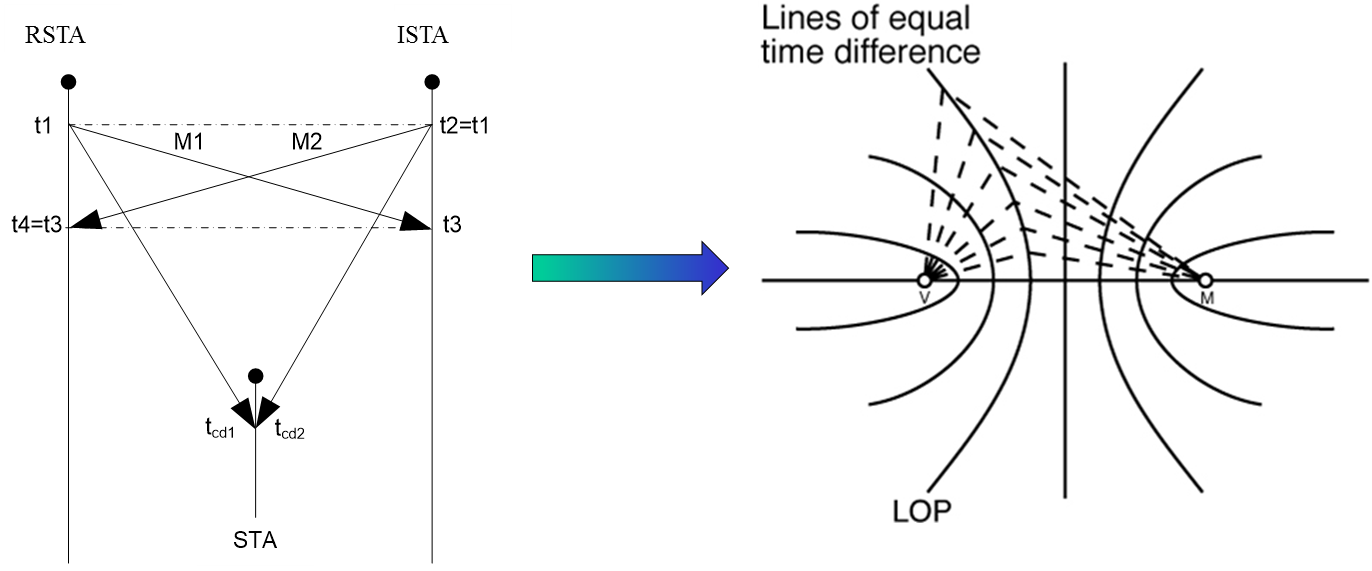 RSTA
ISTA
t1
M1
M2
t2=t1
t4=t3
t3
tcd1
tcd2
STA
Lines of equal
time difference
V
M
LOP